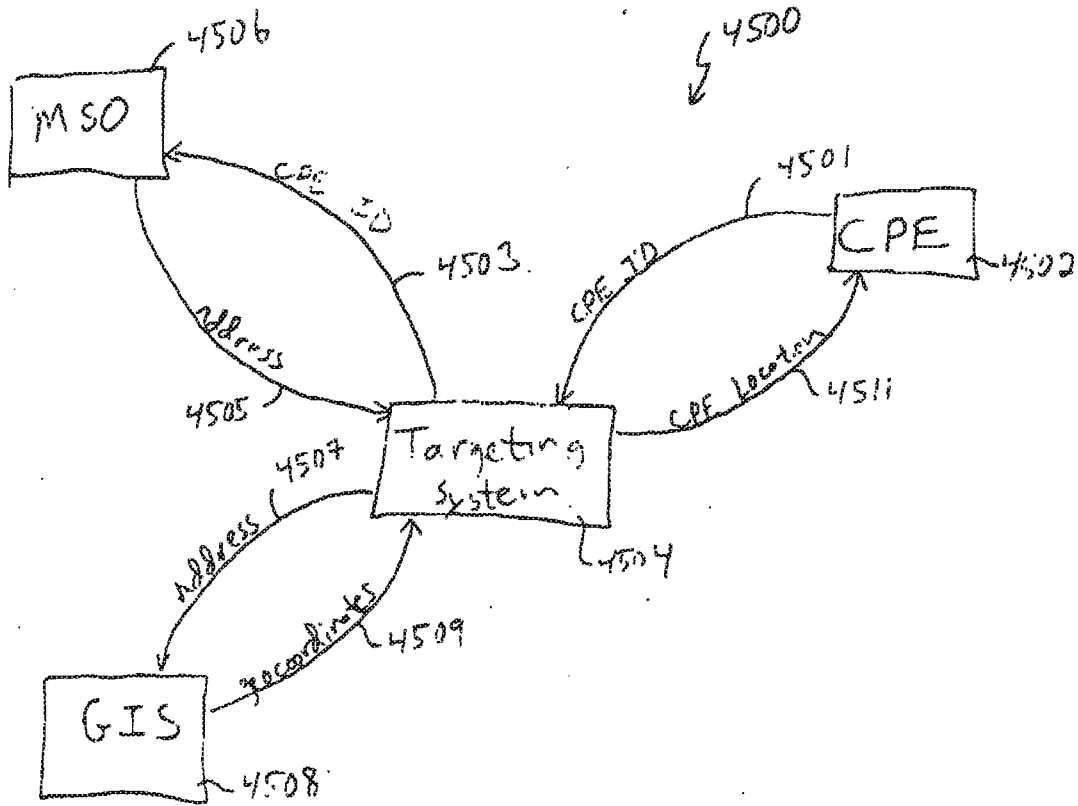 4506
4500
MSO
CPE ID
4501
CPE
4502
4503
CPE ID
Address
4505
CPE Location
4511
4507
Targeting
system
4504
Address
geocoordinates
4509
GIS
4508